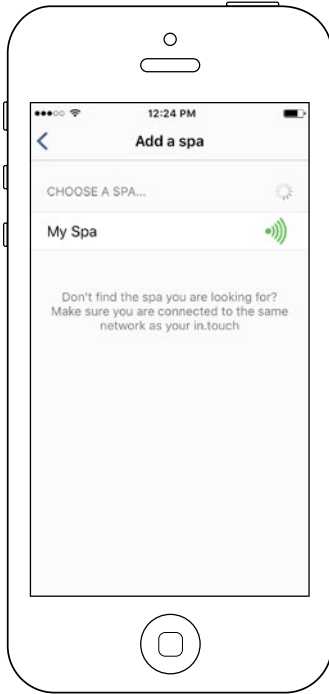 12:24 PM
Add a spa
CHOOSE A SPA...
My Spa
Don't find the spa you are looking for?
Make sure you are connected to the same
network as your in.touch